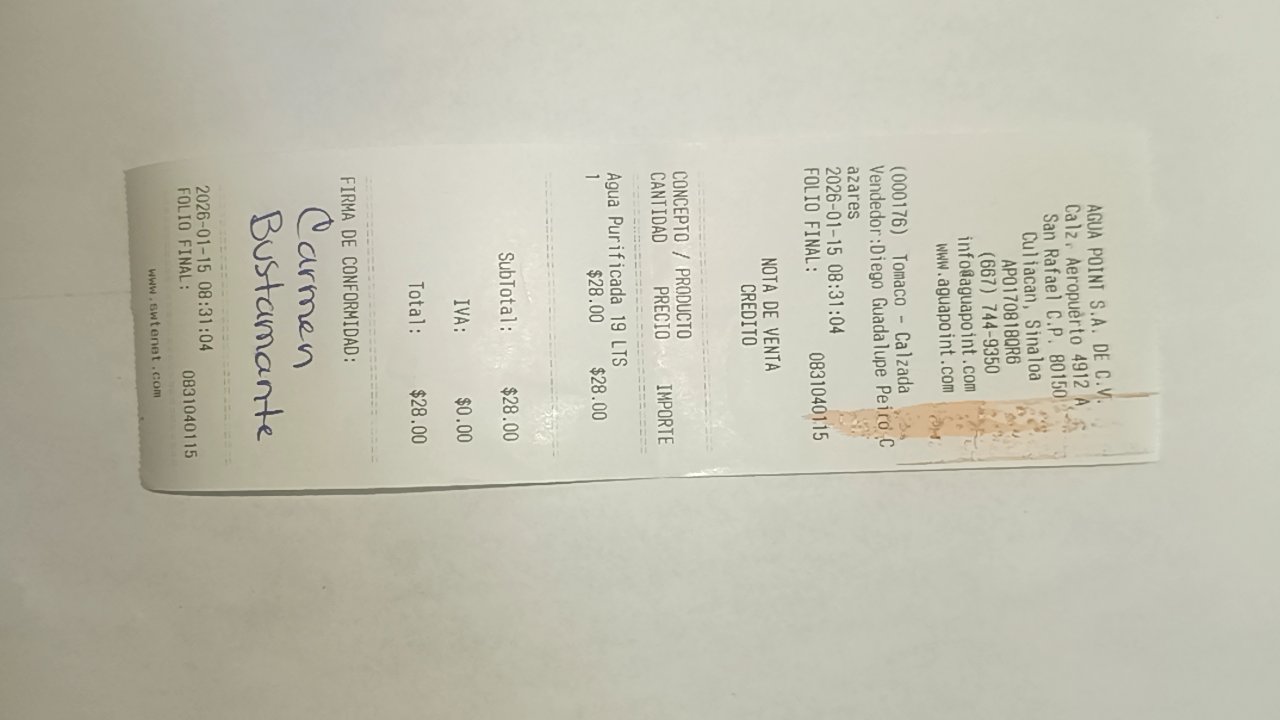 AGUA POINT S.A. DE C.V.
Calz. Aeropuerto 4912 A
San Rafael C.P. 80150
Culiacan, Sinaloa
APO170818QR6
(667) 744-9350
info@aguapoint.com
www.aguapoint.com
(000176) Tomaco - Calzada
Vendedor:Diego Guadalupe Peiro C
azares
2026-01-15 08:31:04
FOLIO FINAL: 0831040115
NOTA DE VENTA
CREDITO
CONCEPTO / PRODUCTO
CANTIDAD PRECIO IMPORTE
Agua Purificada 19 LTS
1 $28.00 $28.00
SubTotal: $28.00
IVA: $0.00
Total: $28.00
FIRMA DE CONFORMIDAD:
Carmen
Bustamante
2026-01-15 08:31:04
FOLIO FINAL: 0831040115
www.ewtenet.com